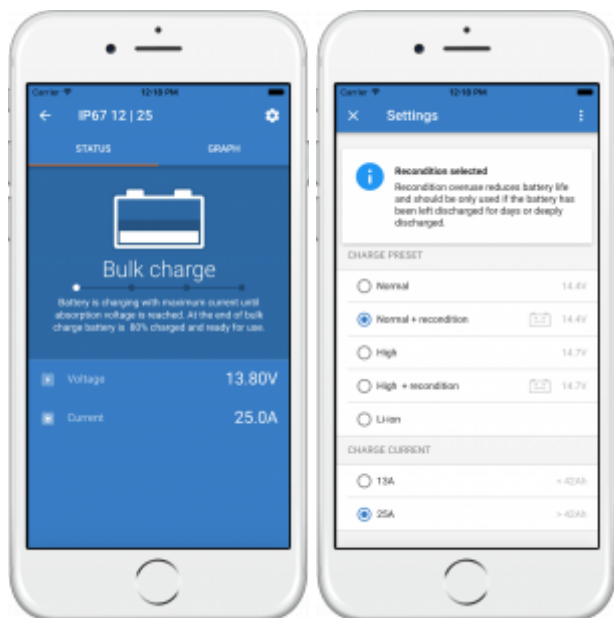 Carrier 12:18 PM
IP67 12 | 25
STATUS GRAPH
Bulk charge
Battery is charging with maximum current until
absorption voltage is reached. At the end of bulk
charge battery is 80% charged and ready for use.
Voltage 13.80V
Current 25.0A
Carrier 12:18 PM
Settings
Recondition selected
Recondition overuse reduces battery life
and should be only used if the battery has
been left discharged for days or deeply
discharged.
CHARGE PRESET
Normal 14.4V
Normal + recondition 14.4V
High 14.7V
High + recondition 14.7V
Li-ion
CHARGE CURRENT
13A < 42Ah
25A > 42Ah